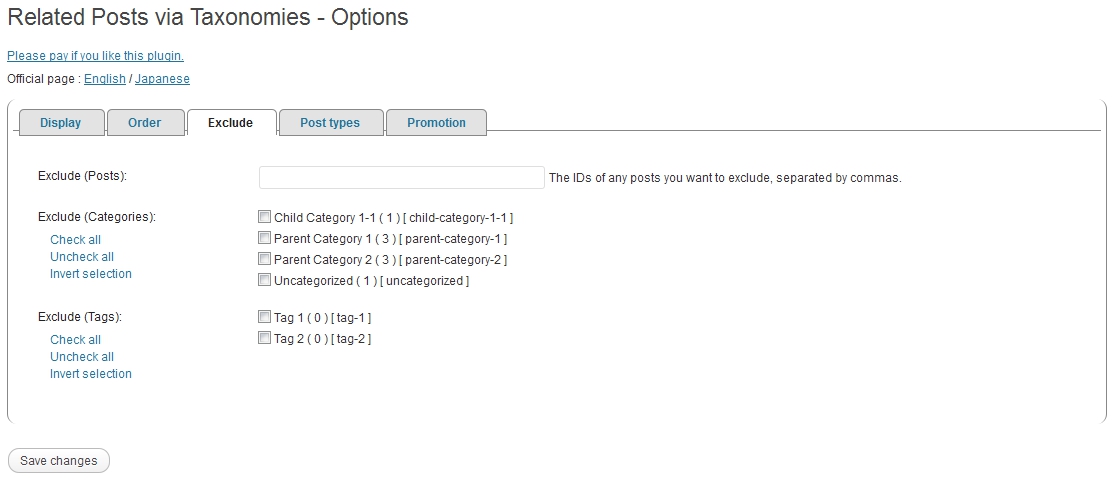 Related Posts via Taxonomies - Options
Please pay if you like this plugin.
Official page : English / Japanese
Display Order Exclude Post types Promotion
Exclude (Posts): The IDs of any posts you want to exclude, separated by commas.
Exclude (Categories):
Check all
Uncheck all
Invert selection
Child Category 1-1 ( 1 ) [ child-category-1-1 ]
Parent Category 1 ( 3 ) [ parent-category-1 ]
Parent Category 2 ( 3 ) [ parent-category-2 ]
Uncategorized ( 1 ) [ uncategorized ]
Exclude (Tags):
Check all
Uncheck all
Invert selection
Tag 1 ( 0 ) [ tag-1 ]
Tag 2 ( 0 ) [ tag-2 ]
Save changes